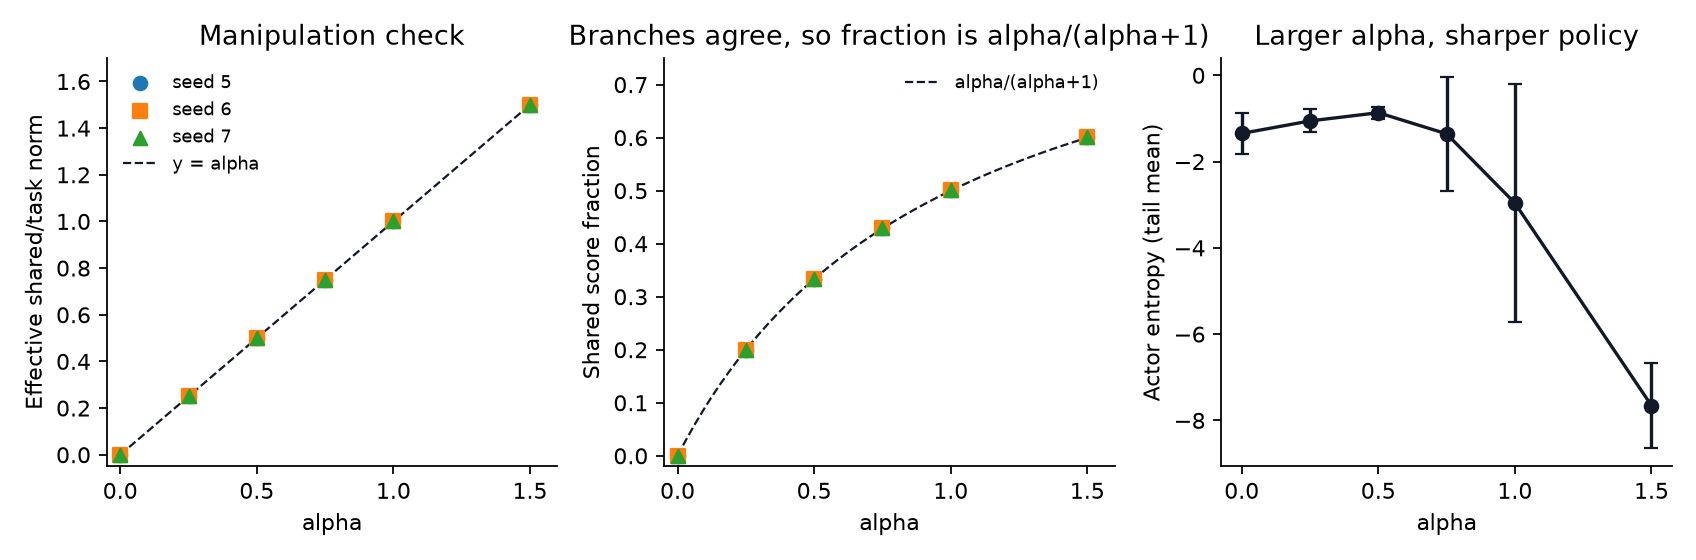 Manipulation check
Effective shared/task norm
1.6
1.4
1.2
1.0
0.8
0.6
0.4
0.2
0.0
seed 5
seed 6
seed 7
y = alpha
0.0 0.5 1.0 1.5
alpha
Branches agree, so fraction is alpha/(alpha+1)
Shared score fraction
0.7
0.6
0.5
0.4
0.3
0.2
0.1
0.0
alpha/(alpha+1)
0.0 0.5 1.0 1.5
alpha
Larger alpha, sharper policy
Actor entropy (tail mean)
0
−2
−4
−6
−8
0.0 0.5 1.0 1.5
alpha